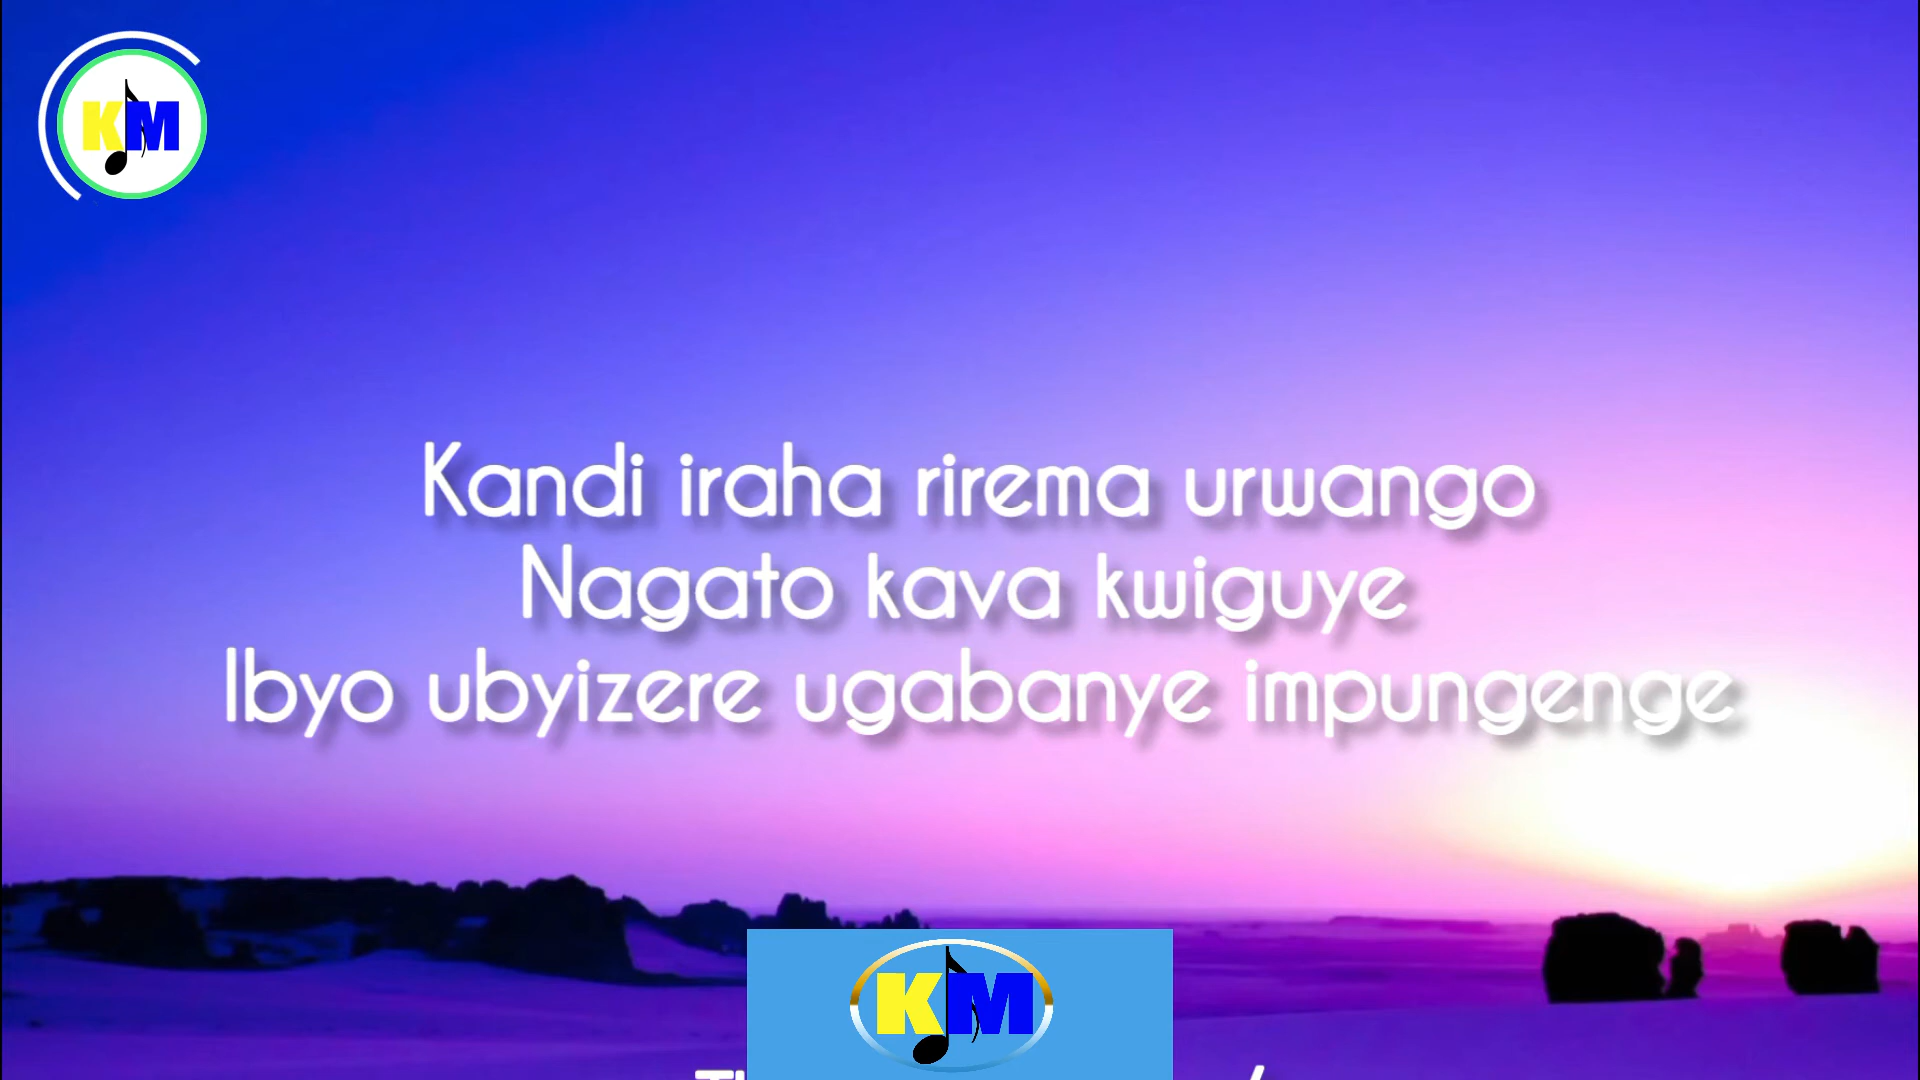 KM
Kandi iraha rirema urwango
Nagato kava kwiguye
Ibyo ubyizere ugabanye impungenge
KM